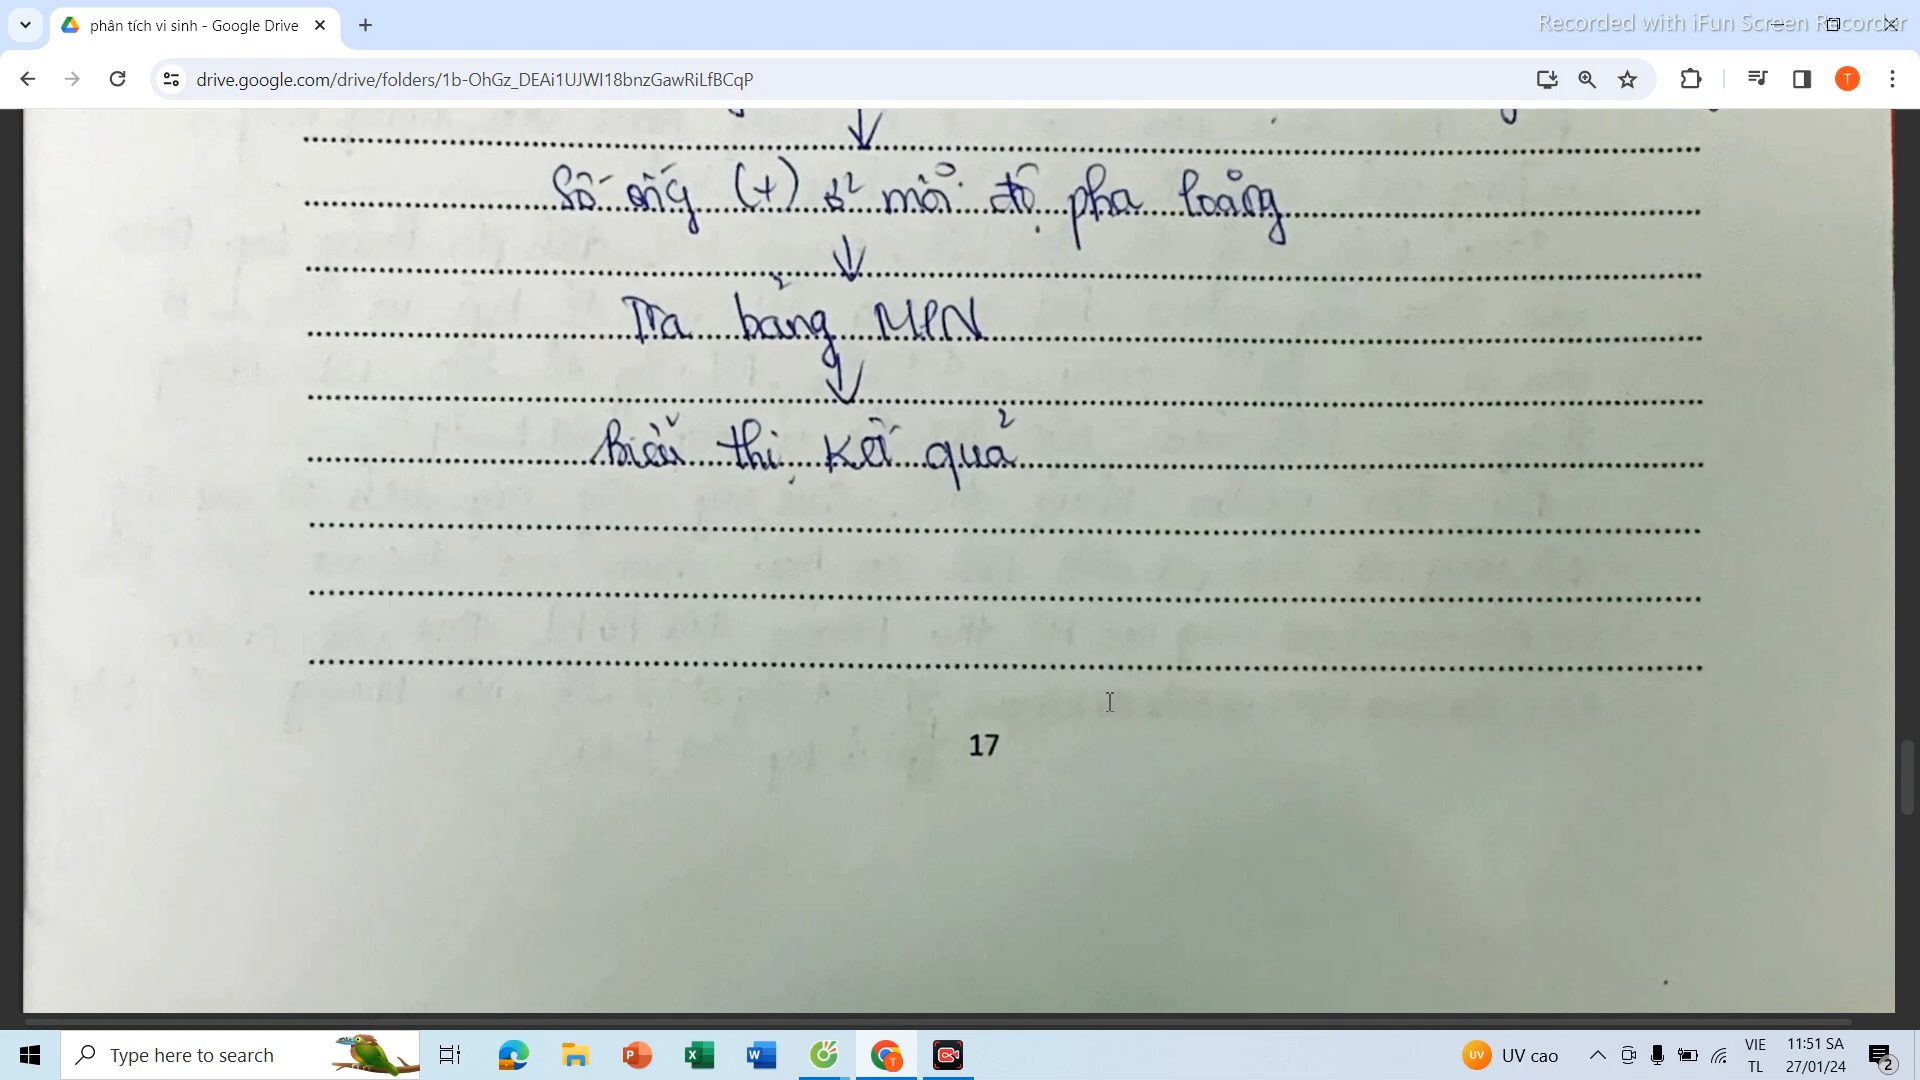 phân tích vi sinh - Google Drive
Recorded with iFun Screen Recorder
drive.google.com/drive/folders/1b-OhGz_DEAi1UJWI18bnzGawRiLfBCqP
T
Số ống (+) ở mỗi độ pha loãng
Tra bảng MPN
Biểu thị kết quả
17
Type here to search
UV
UV cao
VIE
TL
11:51 SA
27/01/24
2